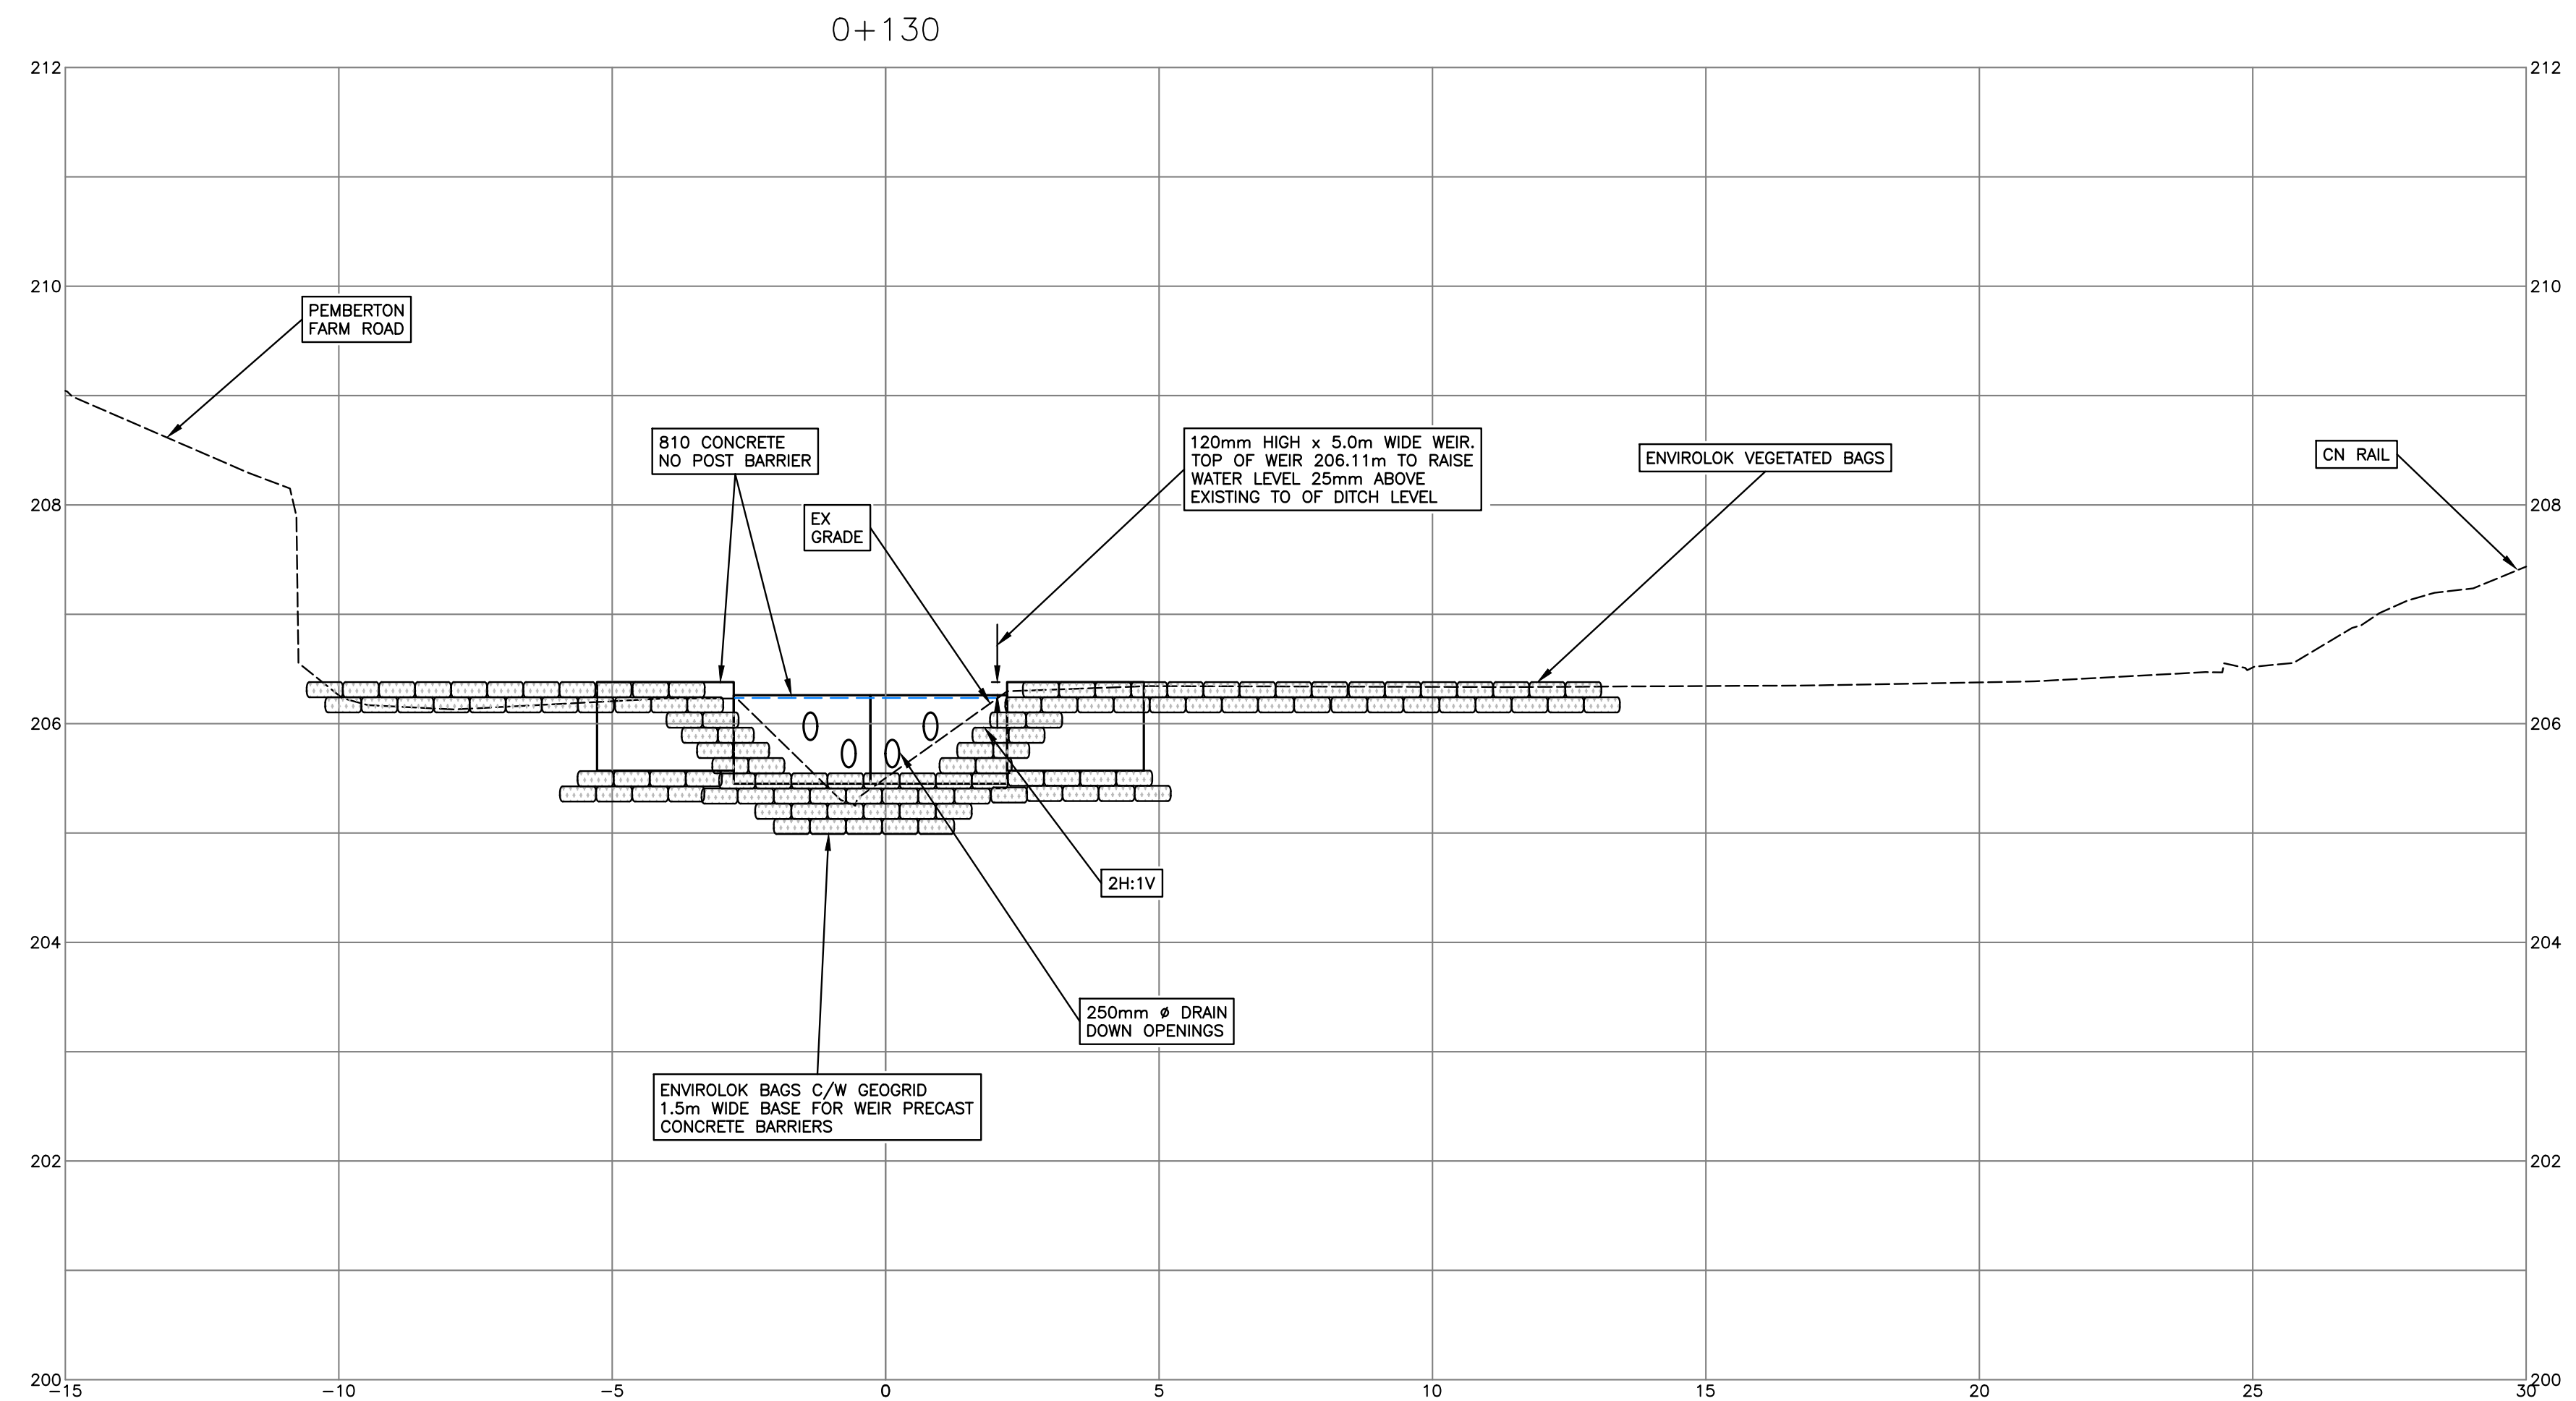 0+130
212
212
210
210
PEMBERTON
FARM ROAD
810 CONCRETE
NO POST BARRIER
120mm HIGH x 5.0m WIDE WEIR.
TOP OF WEIR 206.11m TO RAISE
WATER LEVEL 25mm ABOVE
EXISTING TO OF DITCH LEVEL
ENVIROLOK VEGETATED BAGS
CN RAIL
208
208
EX
GRADE
206
206
2H:1V
204
204
250mm ø DRAIN
DOWN OPENINGS
ENVIROLOK BAGS C/W GEOGRID
1.5m WIDE BASE FOR WEIR PRECAST
CONCRETE BARRIERS
202
202
200
200
-15 -10 -5 0 5 10 15 20 25 30